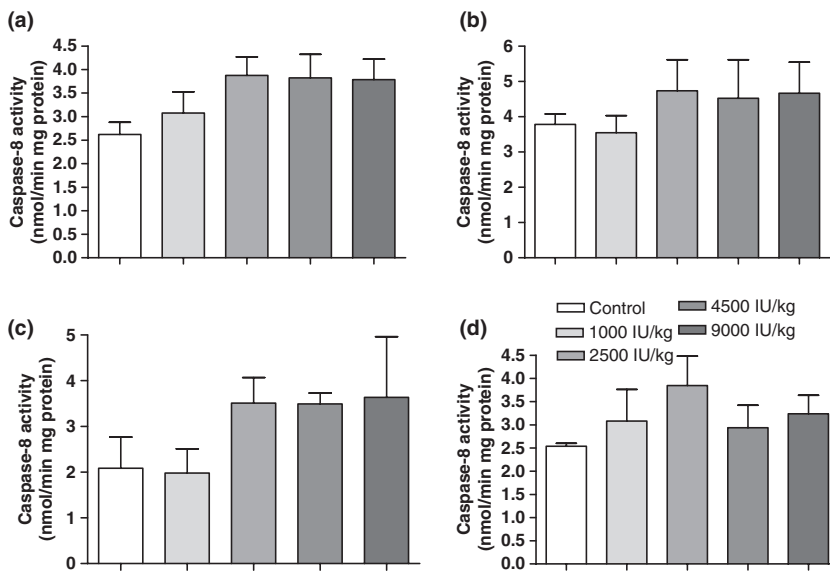 (a)
Caspase-8 activity
(nmol/min mg protein)
4.5
4.0
3.5
3.0
2.5
2.0
1.5
1.0
0.5
0.0
(b)
Caspase-8 activity
(nmol/min mg protein)
6
5
4
3
2
1
0
(c)
Caspase-8 activity
(nmol/min mg protein)
5
4
3
2
1
0
(d)
Control
1000 IU/kg
2500 IU/kg
4500 IU/kg
9000 IU/kg
Caspase-8 activity
(nmol/min mg protein)
4.5
4.0
3.5
3.0
2.5
2.0
1.5
1.0
0.5
0.0